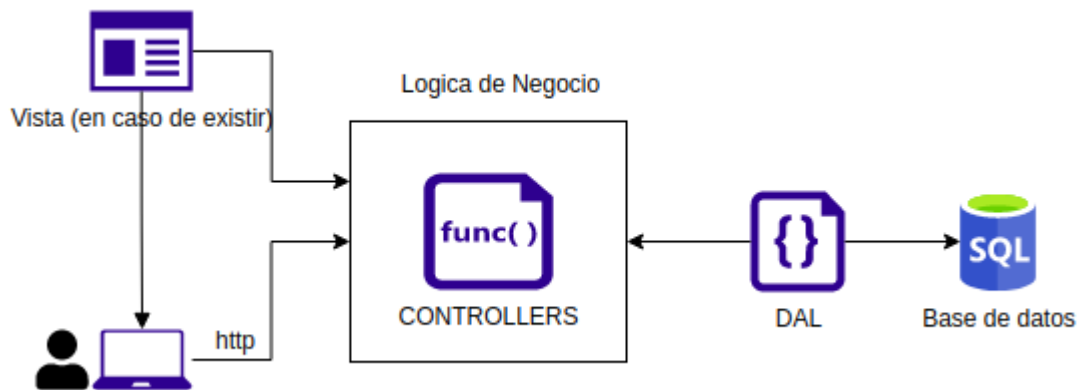 Vista (en caso de existir)
Logica de Negocio
func( )
CONTROLLERS
http
{}
DAL
SQL
Base de datos